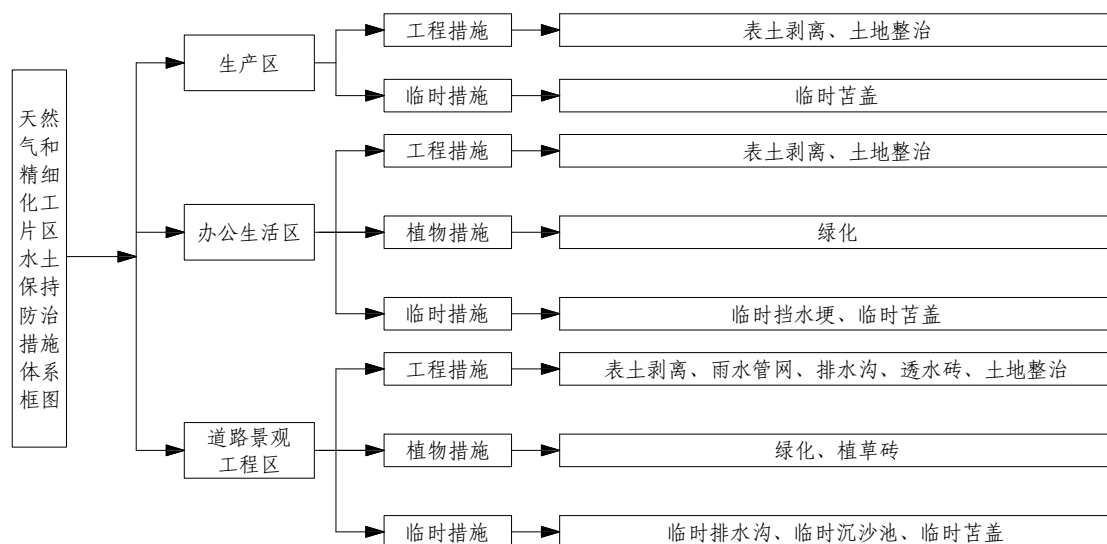 天然
气和
精细
化工
片区
水土
保持
防治
措施
体系
框图
生产区
工程措施
表土剥离、土地整治
临时措施
临时苫盖
办公生活区
工程措施
表土剥离、土地整治
植物措施
绿化
临时措施
临时挡水埂、临时苫盖
道路景观
工程区
工程措施
表土剥离、雨水管网、排水沟、透水砖、土地整治
植物措施
绿化、植草砖
临时措施
临时排水沟、临时沉沙池、临时苫盖